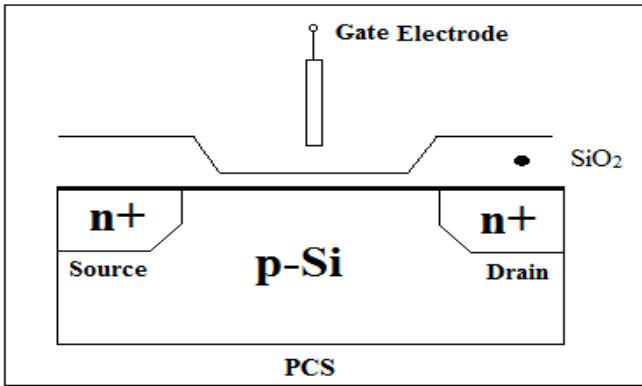 Gate Electrode
SiO₂
n+
n+
Source
p-Si
Drain
PCS